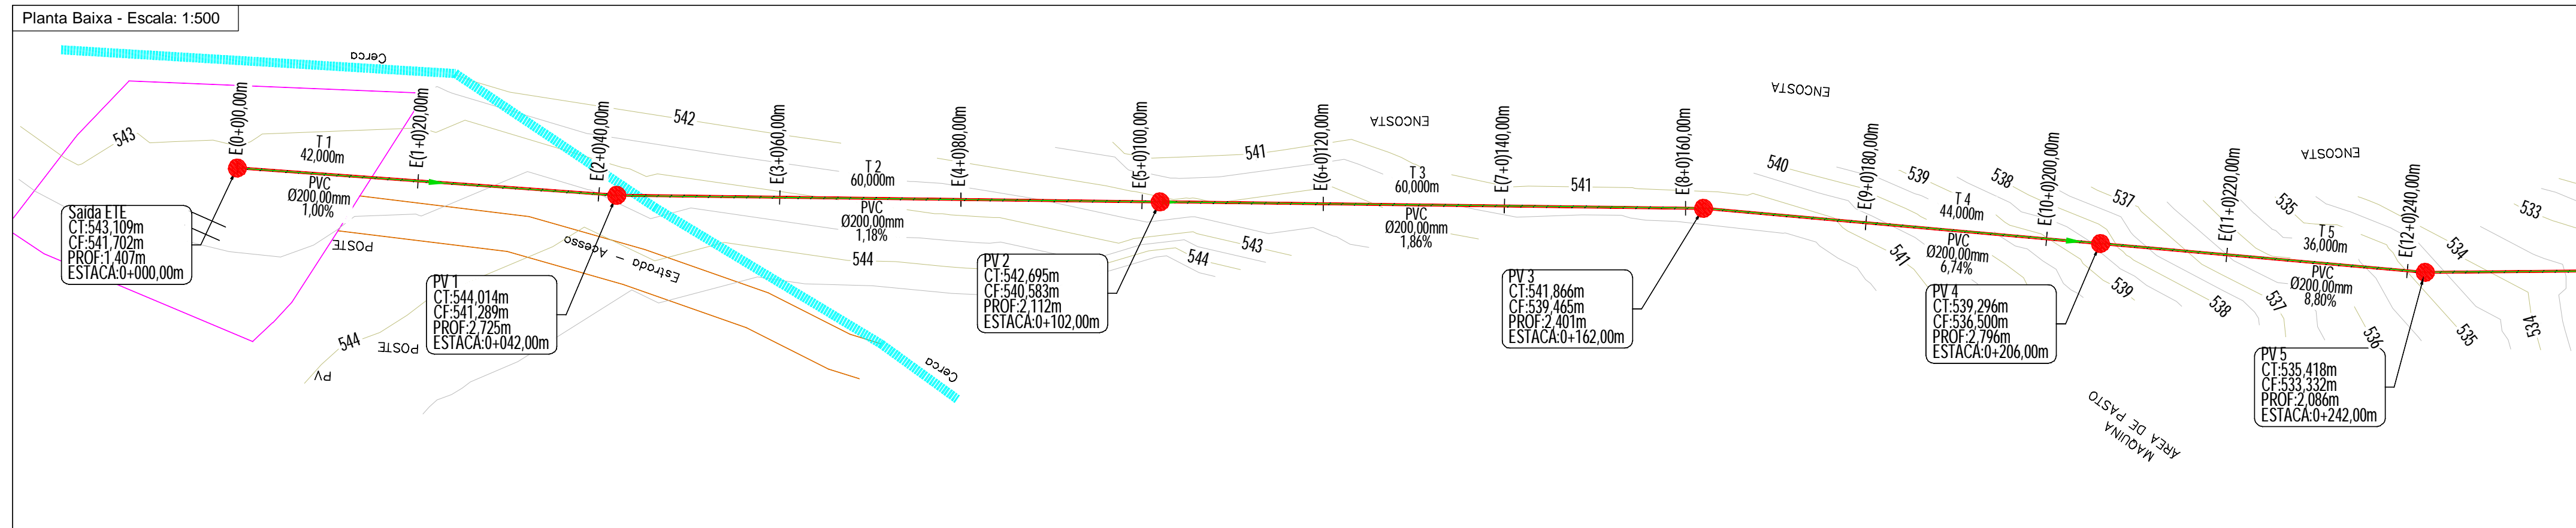 Planta Baixa - Escala: 1:500
Cerca
543
E(0+0)0,00m
T 1
42,000m
PVC
Ø200,00mm
1,00%
E(1+0)20,00m
Saída ETE
CT:543,109m
CF:541,702m
PROF:1,407m
ESTACA:0+000,00m
POSTE
544
POSTE
PV
E(2+0)40,00m
PV 1
CT:544,014m
CF:541,289m
PROF:2,725m
ESTACA:0+042,00m
Estrada - Acesso
Cerca
542
E(3+0)60,00m
T 2
60,000m
PVC
Ø200,00mm
1,18%
544
E(4+0)80,00m
E(5+0)100,00m
PV 2
CT:542,695m
CF:540,583m
PROF:2,112m
ESTACA:0+102,00m
541
543
544
E(6+0)120,00m
ENCOSTA
T 3
60,000m
PVC
Ø200,00mm
1,86%
E(7+0)140,00m
541
E(8+0)160,00m
PV 3
CT:541,866m
CF:539,465m
PROF:2,401m
ESTACA:0+162,00m
ENCOSTA
540
E(9+0)180,00m
539
541
T 4
44,000m
PVC
Ø200,00mm
6,74%
538
E(10+0)200,00m
PV 4
CT:539,296m
CF:536,500m
PROF:2,796m
ESTACA:0+206,00m
537
539
538
MAQUINA
ÁREA DE PASTO
E(11+0)220,00m
537
535
ENCOSTA
T 5
36,000m
PVC
Ø200,00mm
8,80%
536
E(12+0)240,00m
PV 5
CT:535,418m
CF:533,332m
PROF:2,086m
ESTACA:0+242,00m
534
535
533
534